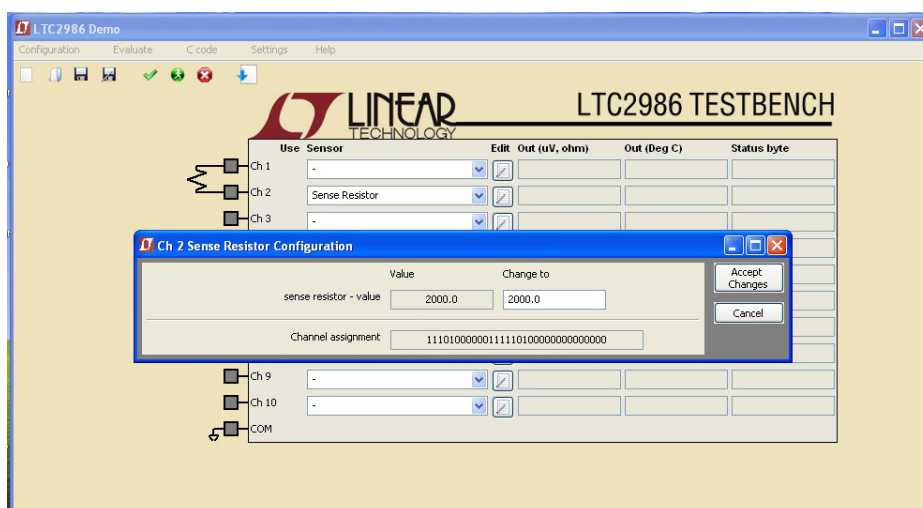 LTC2986 Demo
Configuration Evaluate C code Settings Help
LINEAR
TECHNOLOGY
LTC2986 TESTBENCH
Use Sensor Edit Out (uV, ohm) Out (Deg C) Status byte
Ch 1 -
Ch 2 Sense Resistor
Ch 3 -
Ch 2 Sense Resistor Configuration
Value Change to
sense resistor - value 2000.0 2000.0
Channel assignment
Accept Changes
Cancel
Ch 9 -
Ch 10 -
COM